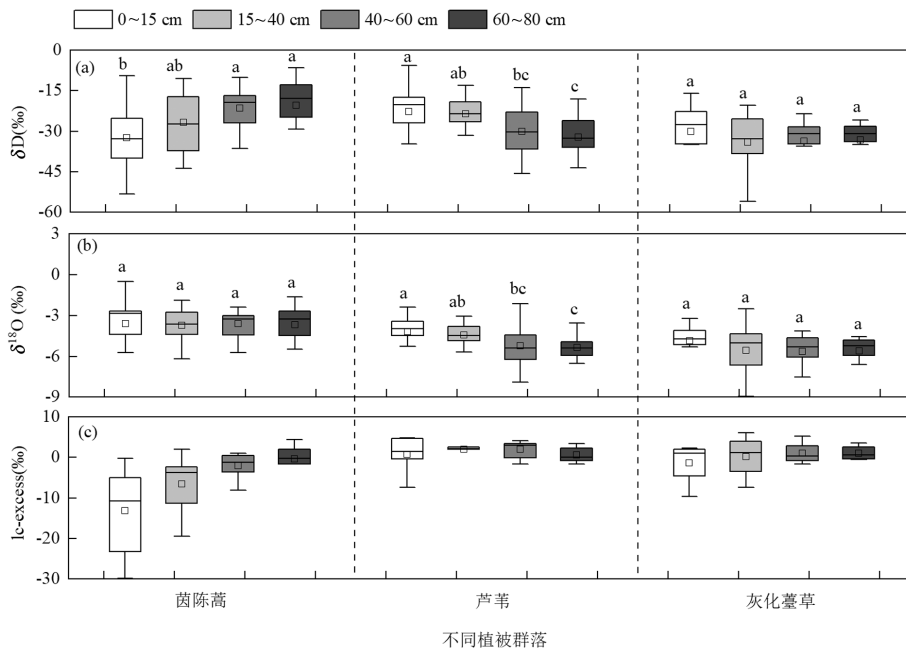 0~15 cm 15~40 cm 40~60 cm 60~80 cm
(a)
δD(‰)
0
-15
-30
-45
-60
b ab a a
a ab bc c
a a a a
(b)
δ¹⁸O (‰)
3
0
-3
-6
-9
a a a a
a ab bc c
a a a a
(c)
lc-excess(‰)
10
0
-10
-20
-30
茵陈蒿 芦苇 灰化薹草
不同植被群落